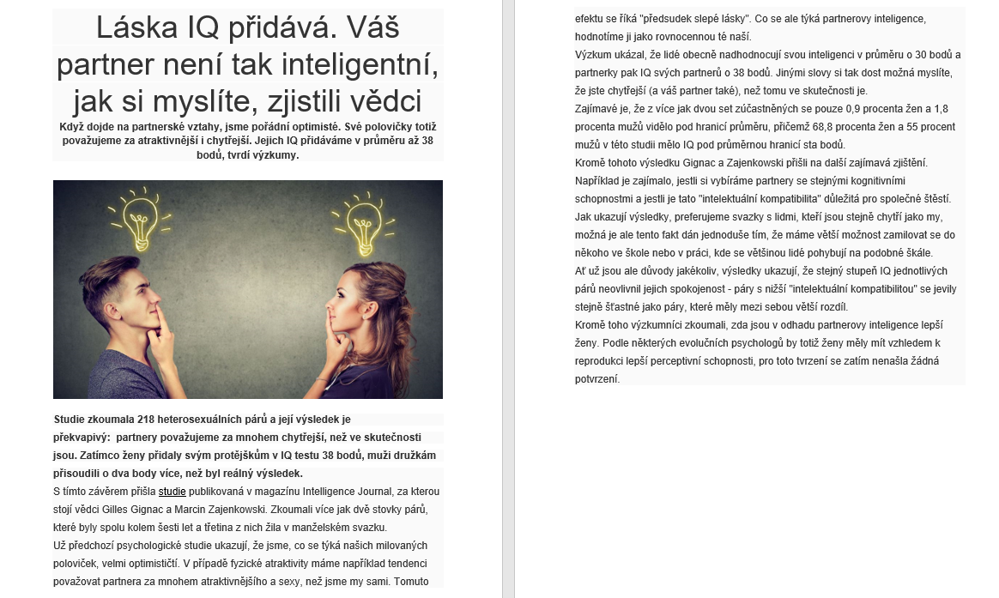 Láska IQ přidává. Váš
partner není tak inteligentní,
jak si myslíte, zjistili vědci
Když dojde na partnerské vztahy, jsme pořádní optimisté. Své polovičky totiž
považujeme za atraktivnější i chytřejší. Jejich IQ přidáváme v průměru až 38
bodů, tvrdí výzkumy.
Studie zkoumala 218 heterosexuálních párů a její výsledek je
překvapivý:  partnery považujeme za mnohem chytřejší, než ve skutečnosti
jsou. Zatímco ženy přidaly svým protějškům v IQ testu 38 bodů, muži družkám
přisoudili o dva body více, než byl reálný výsledek.
S tímto závěrem přišla studie publikovaná v magazínu Intelligence Journal, za kterou
stojí vědci Gilles Gignac a Marcin Zajenkowski. Zkoumali více jak dvě stovky párů,
které byly spolu kolem šesti let a třetina z nich žila v manželském svazku.
Už předchozí psychologické studie ukazují, že jsme, co se týká našich milovaných
poloviček, velmi optimističtí. V případě fyzické atraktivity máme například tendenci
považovat partnera za mnohem atraktivnějšího a sexy, než jsme my sami. Tomuto
efektu se říká "předsudek slepé lásky". Co se ale týká partnerovy inteligence,
hodnotíme ji jako rovnocennou té naší.
Výzkum ukázal, že lidé obecně nadhodnocují svou inteligenci v průměru o 30 bodů a
partnerky pak IQ svých partnerů o 38 bodů. Jinými slovy si tak dost možná myslíte,
že jste chytřejší (a váš partner také), než tomu ve skutečnosti je.
Zajímavé je, že z více jak dvou set zúčastněných se pouze 0,9 procenta žen a 1,8
procenta mužů vidělo pod hranicí průměru, přičemž 68,8 procenta žen a 55 procent
mužů v této studii mělo IQ pod průměrnou hranicí sta bodů.
Kromě tohoto výsledku Gignac a Zajenkowski přišli na další zajímavá zjištění.
Například je zajímalo, jestli si vybíráme partnery se stejnými kognitivními
schopnostmi a jestli je tato "intelektuální kompatibilita" důležitá pro společné štěstí.
Jak ukazují výsledky, preferujeme svazky s lidmi, kteří jsou stejně chytří jako my,
možná je ale tento fakt dán jednoduše tím, že máme větší možnost zamilovat se do
někoho ve škole nebo v práci, kde se většinou lidé pohybují na podobné škále.
Ať už jsou ale důvody jakékoliv, výsledky ukazují, že stejný stupeň IQ jednotlivých
párů neovlivnil jejich spokojenost - páry s nižší "intelektuální kompatibilitou" se jevily
stejně šťastné jako páry, které měly mezi sebou větší rozdíl.
Kromě toho výzkumníci zkoumali, zda jsou v odhadu partnerovy inteligence lepší
ženy. Podle některých evolučních psychologů by totiž ženy měly mít vzhledem k
reprodukci lepší perceptivní schopnosti, pro toto tvrzení se zatím nenašla žádná
potvrzení.